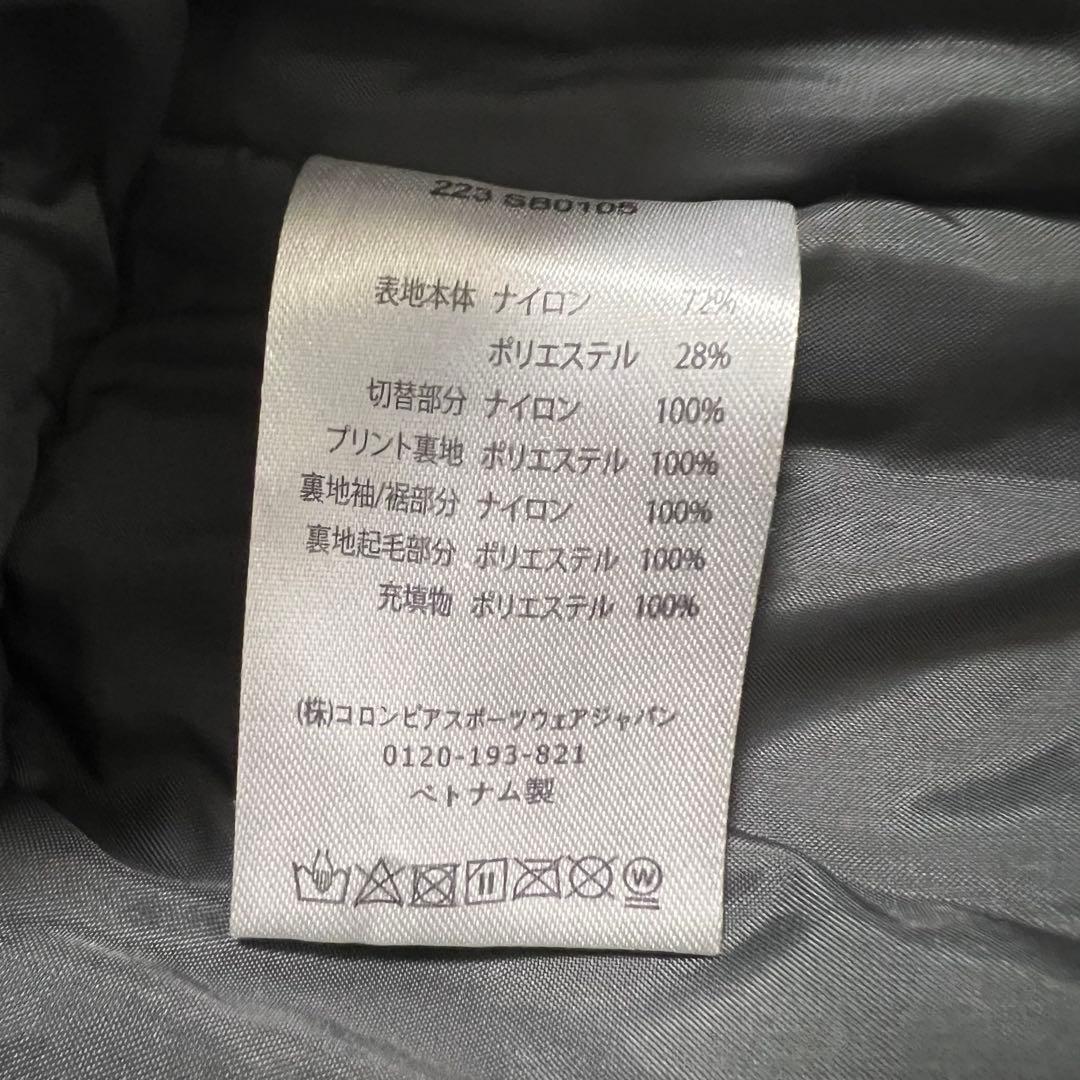 223 SB0105
表地本体 ナイロン 72%
ポリエステル 28%
切替部分 ナイロン 100%
プリント裏地 ポリエステル 100%
裏地袖/裾部分 ナイロン 100%
裏地起毛部分 ポリエステル 100%
充填物 ポリエステル 100%
(株)コロンビアスポーツウェアジャパン
0120-193-821
ベトナム製
W